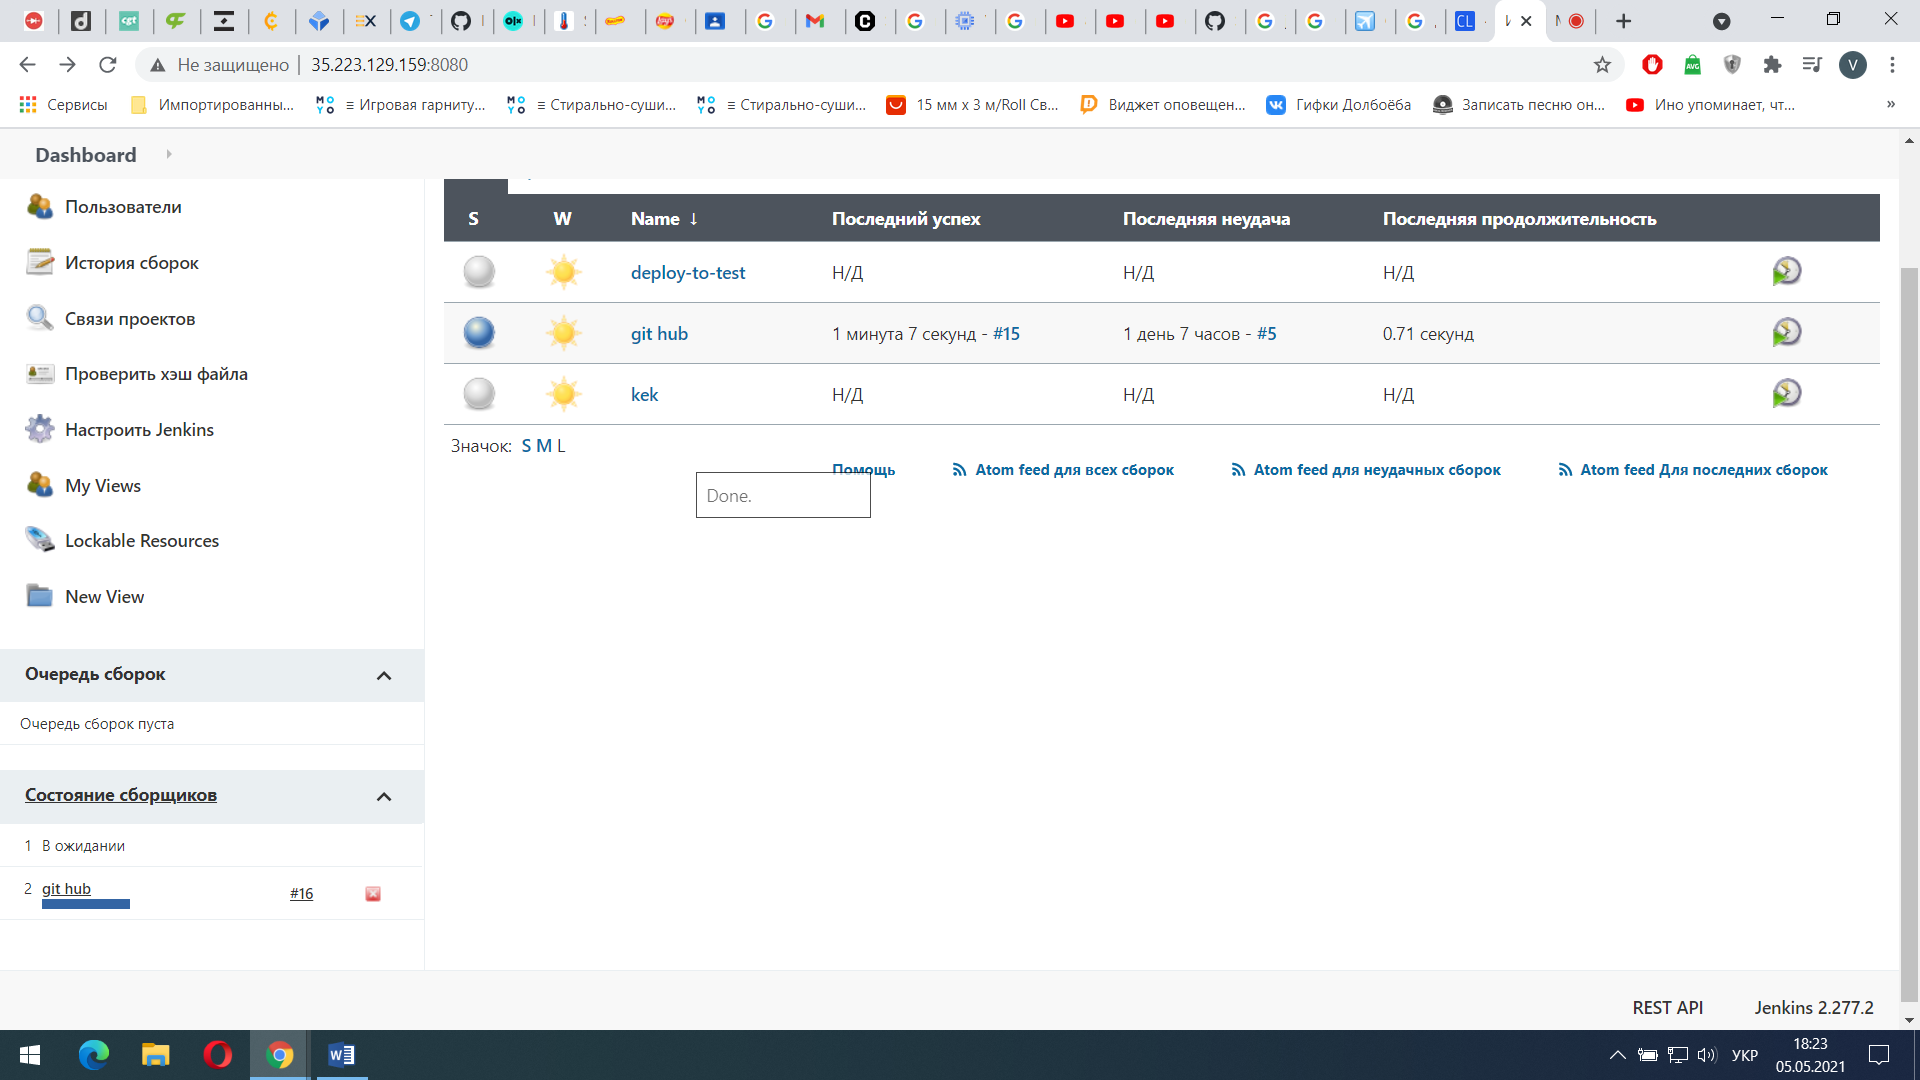 Не защищено | 35.223.129.159:8080
Сервисы
Импортированны...
≡ Игровая гарниту...
≡ Стирально-суши...
≡ Стирально-суши...
15 мм x 3 м/Roll Св...
Виджет оповещен...
Гифки Долбоёба
Записать песню он...
Ино упоминает, чт...
»
Dashboard
Пользователи
История сборок
Связи проектов
Проверить хэш файла
Настроить Jenkins
My Views
Lockable Resources
New View
Очередь сборок
Очередь сборок пуста
Состояние сборщиков
1 В ожидании
2 git hub #16
S W Name ↓ Последний успех Последняя неудача Последняя продолжительность
deploy-to-test Н/Д Н/Д Н/Д
git hub 1 минута 7 секунд - #15 1 день 7 часов - #5 0.71 секунд
kek Н/Д Н/Д Н/Д
Значок: S M L
Помощь Atom feed для всех сборок Atom feed для неудачных сборок Atom feed Для последних сборок
Done.
REST API Jenkins 2.277.2
УКР
18:23
05.05.2021